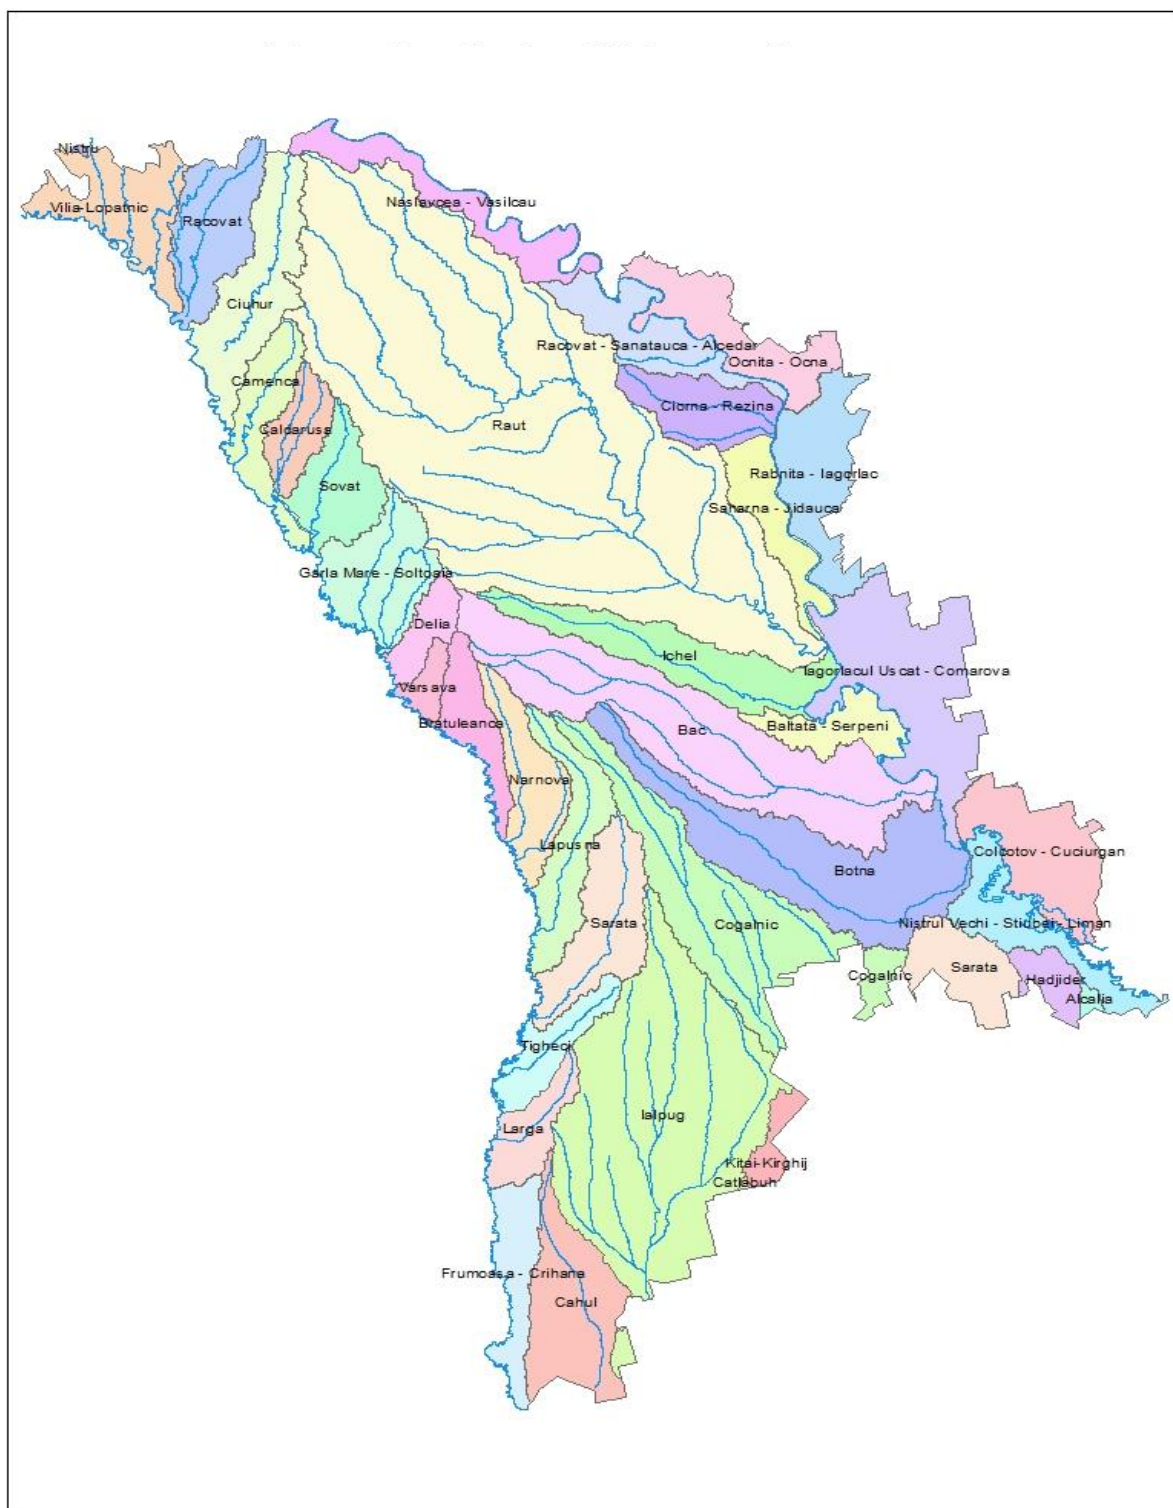 Nistru
Naslavcea - Vasilcau
Vilia-Lopatnic
Racovat
Ciuhur
Racovat - Sanatauca - Alcedar
Ocnita - Ocna
Camenca
Ciorna - Rezina
Raut
Caldarusa
Rabnita - Iagorlac
Sovat
Saharna - Jidauca
Garla Mare - Soltoaia
Delia
Ichel
Iagorlacul Uscat - Comarova
Varsava
Bratuleanca
Baltata - Serpeni
Bac
Narnova
Lapusna
Colcotov - Cuciurgan
Botna
Sarata
Cogalnic
Nistrul Vechi - Stidbei - Liman
Cogalnic
Sarata
Hadjider
Alcalia
Tigheci
Ialpug
Larga
Kitai-Kirghij
Catlabuh
Frumoasa - Crihana
Cahul